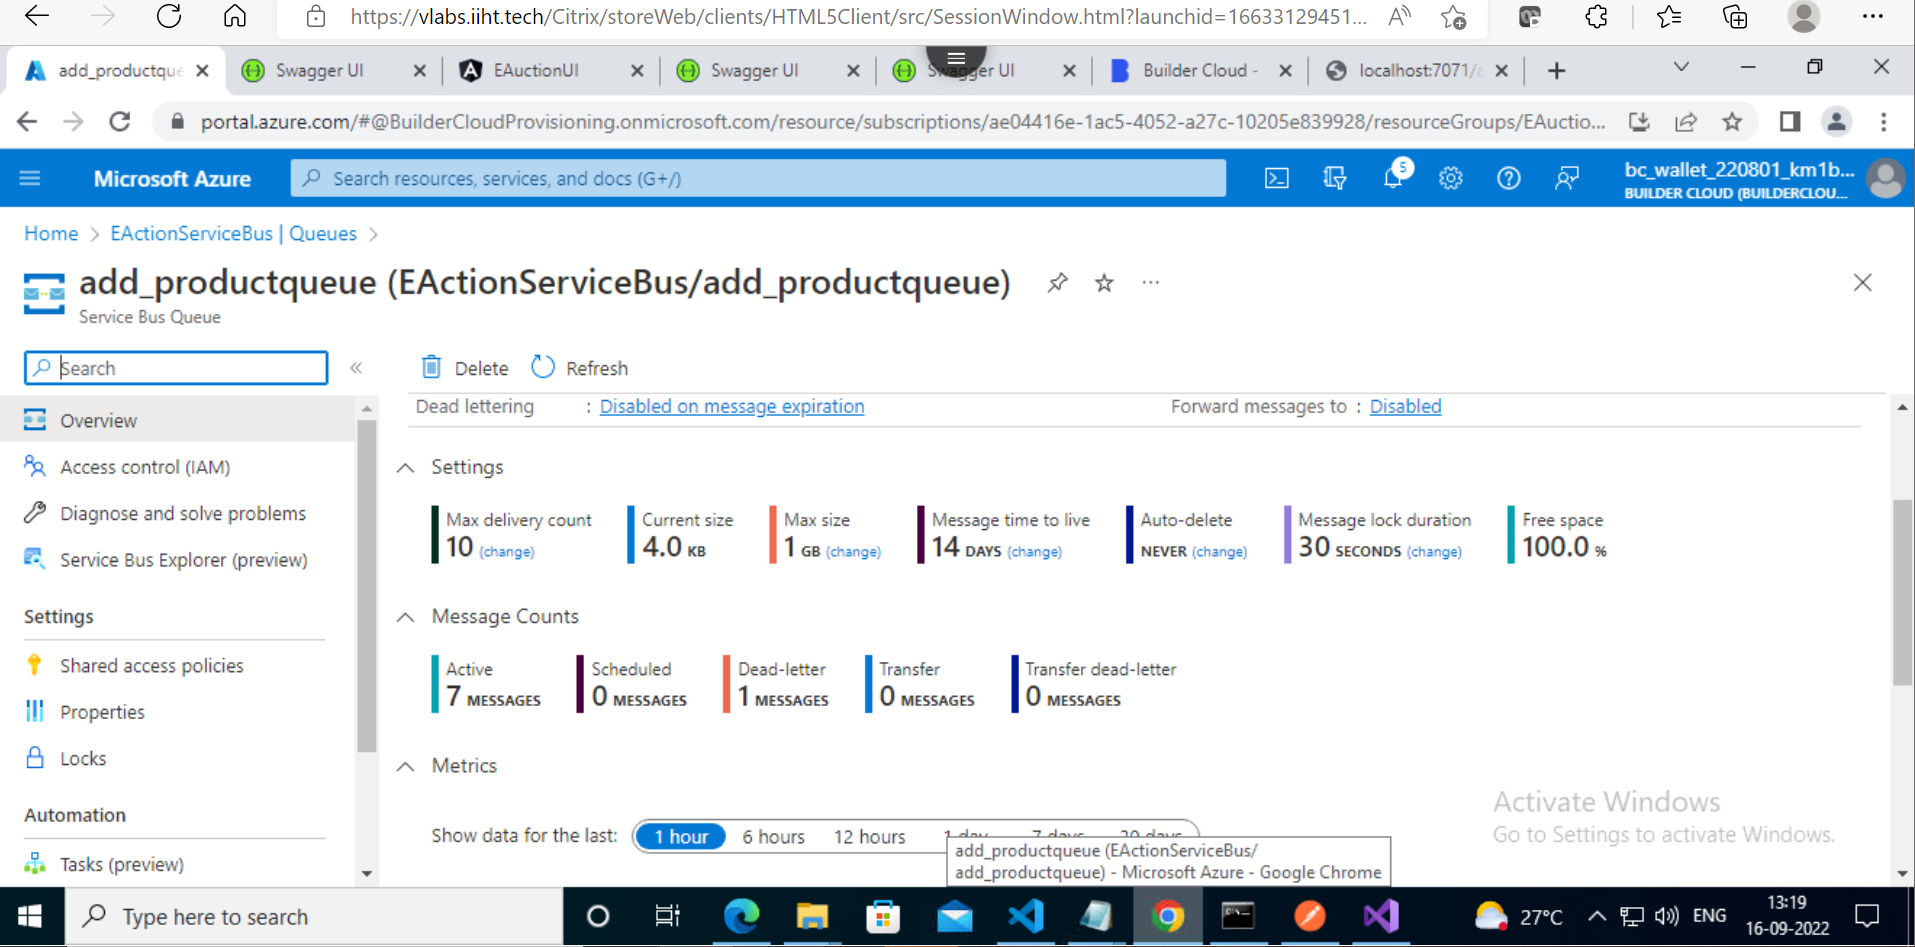 https://vlabs.iiht.tech/Citrix/storeWeb/clients/HTML5Client/src/SessionWindow.html?launchid=16633129451...
add_productque Swagger UI EAuctionUI Swagger UI Swagger UI Builder Cloud - localhost:7071/
portal.azure.com/#@BuilderCloudProvisioning.onmicrosoft.com/resource/subscriptions/ae04416e-1ac5-4052-a27c-10205e839928/resourceGroups/EAuctio...
Microsoft Azure
Search resources, services, and docs (G+/)
5
bc_wallet_220801_km1b...
BUILDER CLOUD (BUILDERCLOU...
Home > EActionServiceBus | Queues >
add_productqueue (EActionServiceBus/add_productqueue)
Service Bus Queue
Search
Delete Refresh
Overview
Access control (IAM)
Diagnose and solve problems
Service Bus Explorer (preview)
Settings
Shared access policies
Properties
Locks
Automation
Tasks (preview)
Dead lettering : Disabled on message expiration
Forward messages to : Disabled
Settings
Max delivery count Current size Max size Message time to live Auto-delete Message lock duration Free space
10 (change) 4.0 KB 1 GB (change) 14 DAYS (change) NEVER (change) 30 SECONDS (change) 100.0 %
Message Counts
Active Scheduled Dead-letter Transfer Transfer dead-letter
7 MESSAGES 0 MESSAGES 1 MESSAGES 0 MESSAGES 0 MESSAGES
Metrics
Show data for the last: 1 hour 6 hours 12 hours 1 day 7 days 30 days
add_productqueue (EActionServiceBus/
add_productqueue) - Microsoft Azure - Google Chrome
Activate Windows
Go to Settings to activate Windows.
Type here to search
27°C
ENG
13:19
16-09-2022